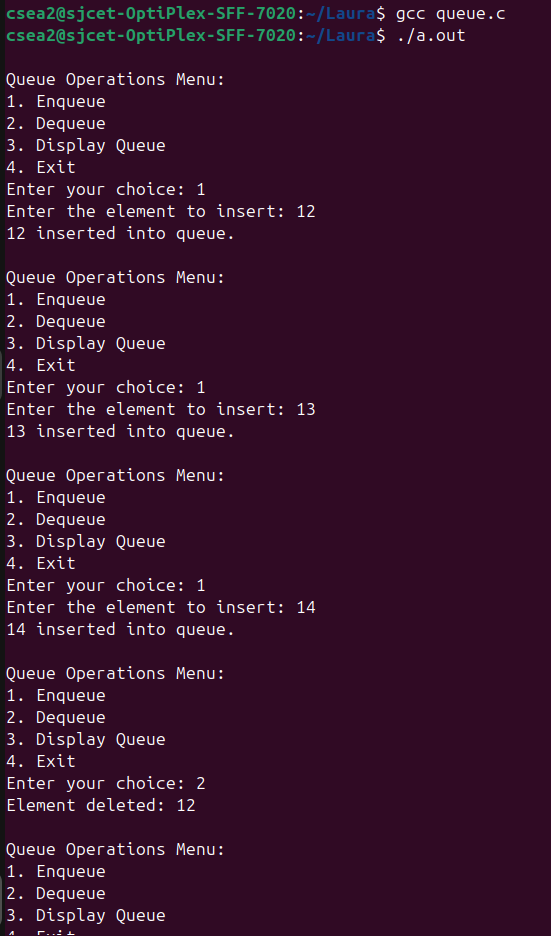 csea2@sjcet-OptiPlex-SFF-7020:~/Laura$ gcc queue.c
csea2@sjcet-OptiPlex-SFF-7020:~/Laura$ ./a.out
Queue Operations Menu:
1. Enqueue
2. Dequeue
3. Display Queue
4. Exit
Enter your choice: 1
Enter the element to insert: 12
12 inserted into queue.
Queue Operations Menu:
1. Enqueue
2. Dequeue
3. Display Queue
4. Exit
Enter your choice: 1
Enter the element to insert: 13
13 inserted into queue.
Queue Operations Menu:
1. Enqueue
2. Dequeue
3. Display Queue
4. Exit
Enter your choice: 1
Enter the element to insert: 14
14 inserted into queue.
Queue Operations Menu:
1. Enqueue
2. Dequeue
3. Display Queue
4. Exit
Enter your choice: 2
Element deleted: 12
Queue Operations Menu:
1. Enqueue
2. Dequeue
3. Display Queue
4. Exit